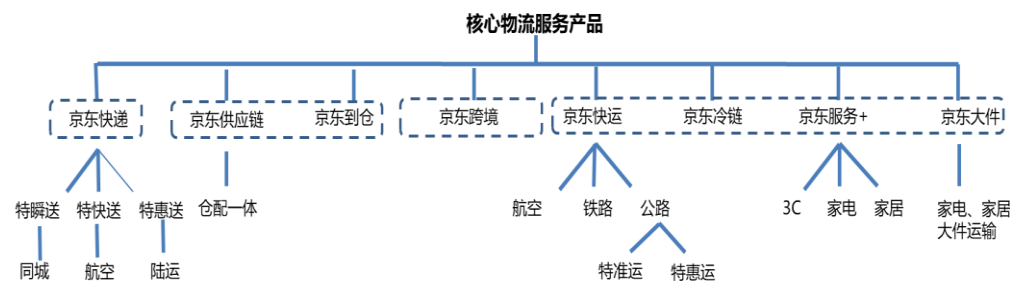 核心物流服务产品
京东快递
京东供应链
京东到仓
京东跨境
京东快运
京东冷链
京东服务+
京东大件
特瞬送
特快送
特惠送
仓配一体
航空
铁路
公路
3C
家电
家居
家电、家居
大件运输
同城
航空
陆运
特准运
特惠运